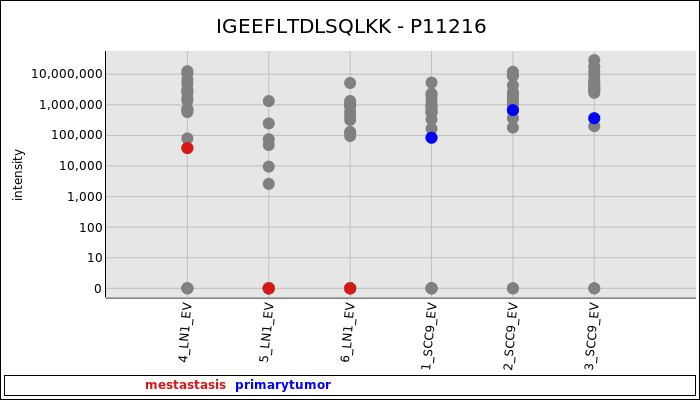 IGEEFLTDLSQLKK - P11216
10,000,000
1,000,000
100,000
10,000
1,000
100
10
0
intensity
4_LN1_EV
5_LN1_EV
6_LN1_EV
1_SCC9_EV
2_SCC9_EV
3_SCC9_EV
mestastasis primarytumor